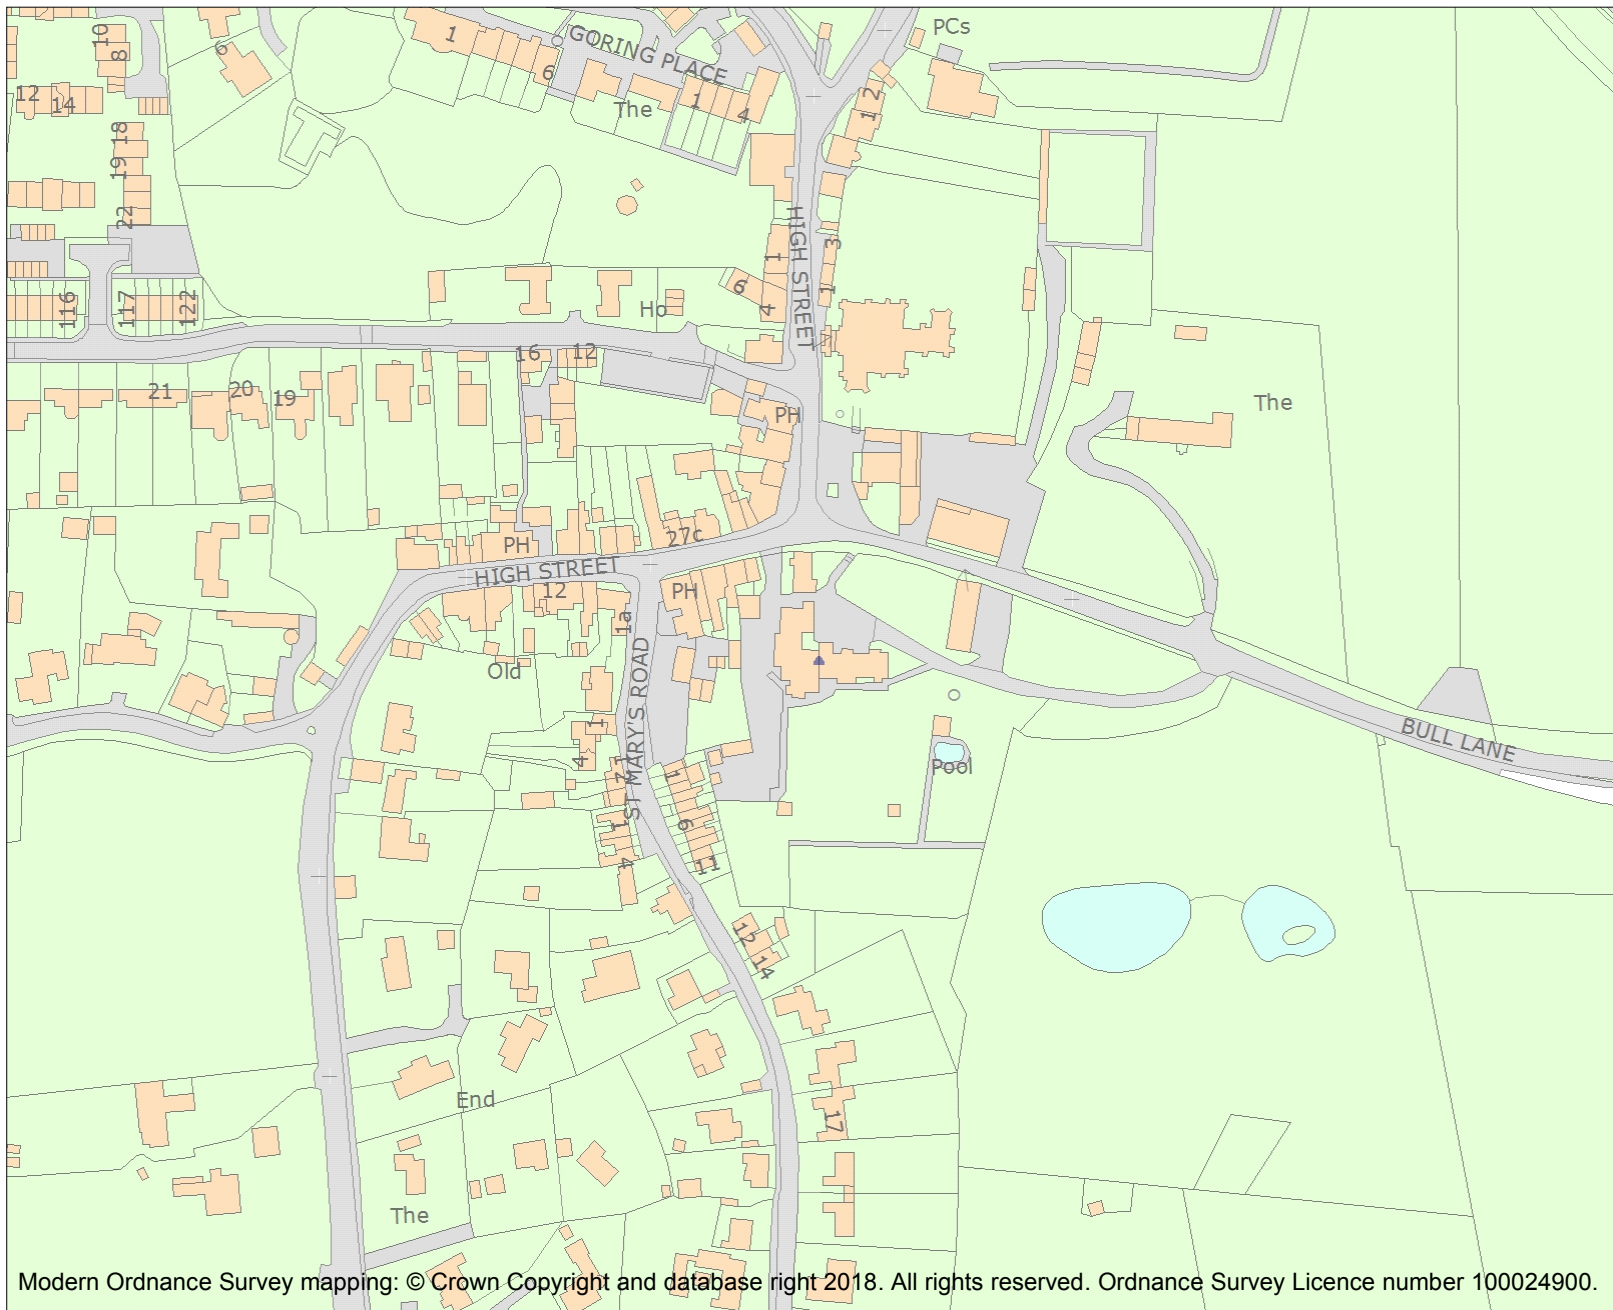 PCs
GORING PLACE
1
6
10
8
6
12
14
The
1
4
2
1
18
19
22
HIGH STREET
3
1
1
6
4
116
117
122
Ho
16
12
21
20
19
PH
The
27c
PH
HIGH STREET
12
PH
1a
Old
ST MARY'S ROAD
1
4
1
2
1
6
1
4
11
BULL LANE
Pool
12
14
End
17
The
Modern Ordnance Survey mapping: © Crown Copyright and database right 2018. All rights reserved. Ordnance Survey Licence number 100024900.